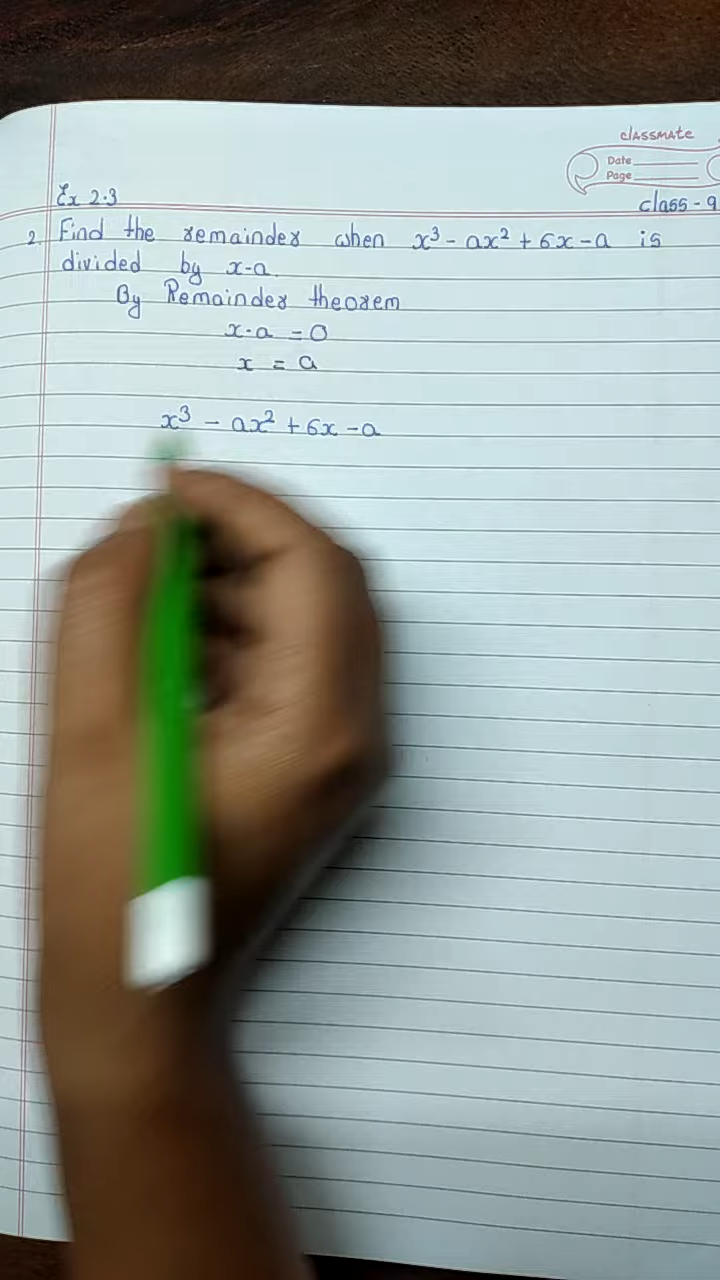 classmate
Date
Page
Ex 2.3
class - 9
2. Find the remainder when x³ - ax² + 6x - a is
divided by x-a.
By Remainder theorem
x-a = 0
x = a
x³ - ax² + 6x - a